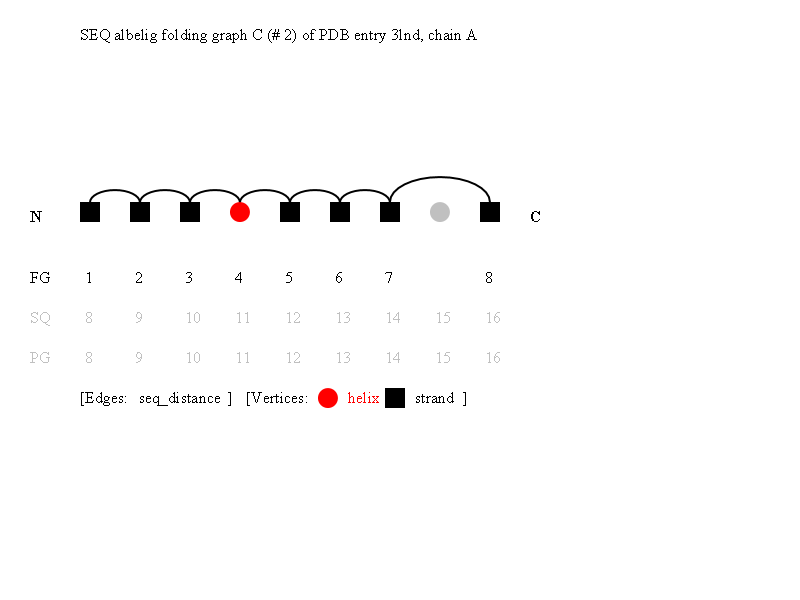 SEQ albelig folding graph C (# 2) of PDB entry 3lnd, chain A
N C
FG 1 2 3 4 5 6 7 8
SQ 8 9 10 11 12 13 14 15 16
PG 8 9 10 11 12 13 14 15 16
[Edges: seq_distance ] [Vertices: helix strand ]